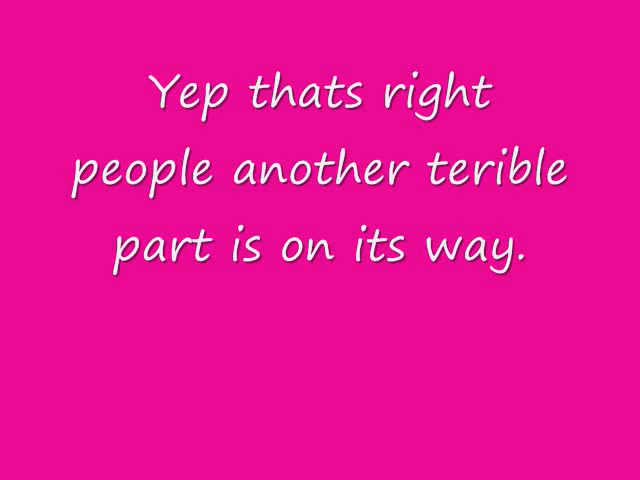 Yep thats right
people another terible
part is on its way.